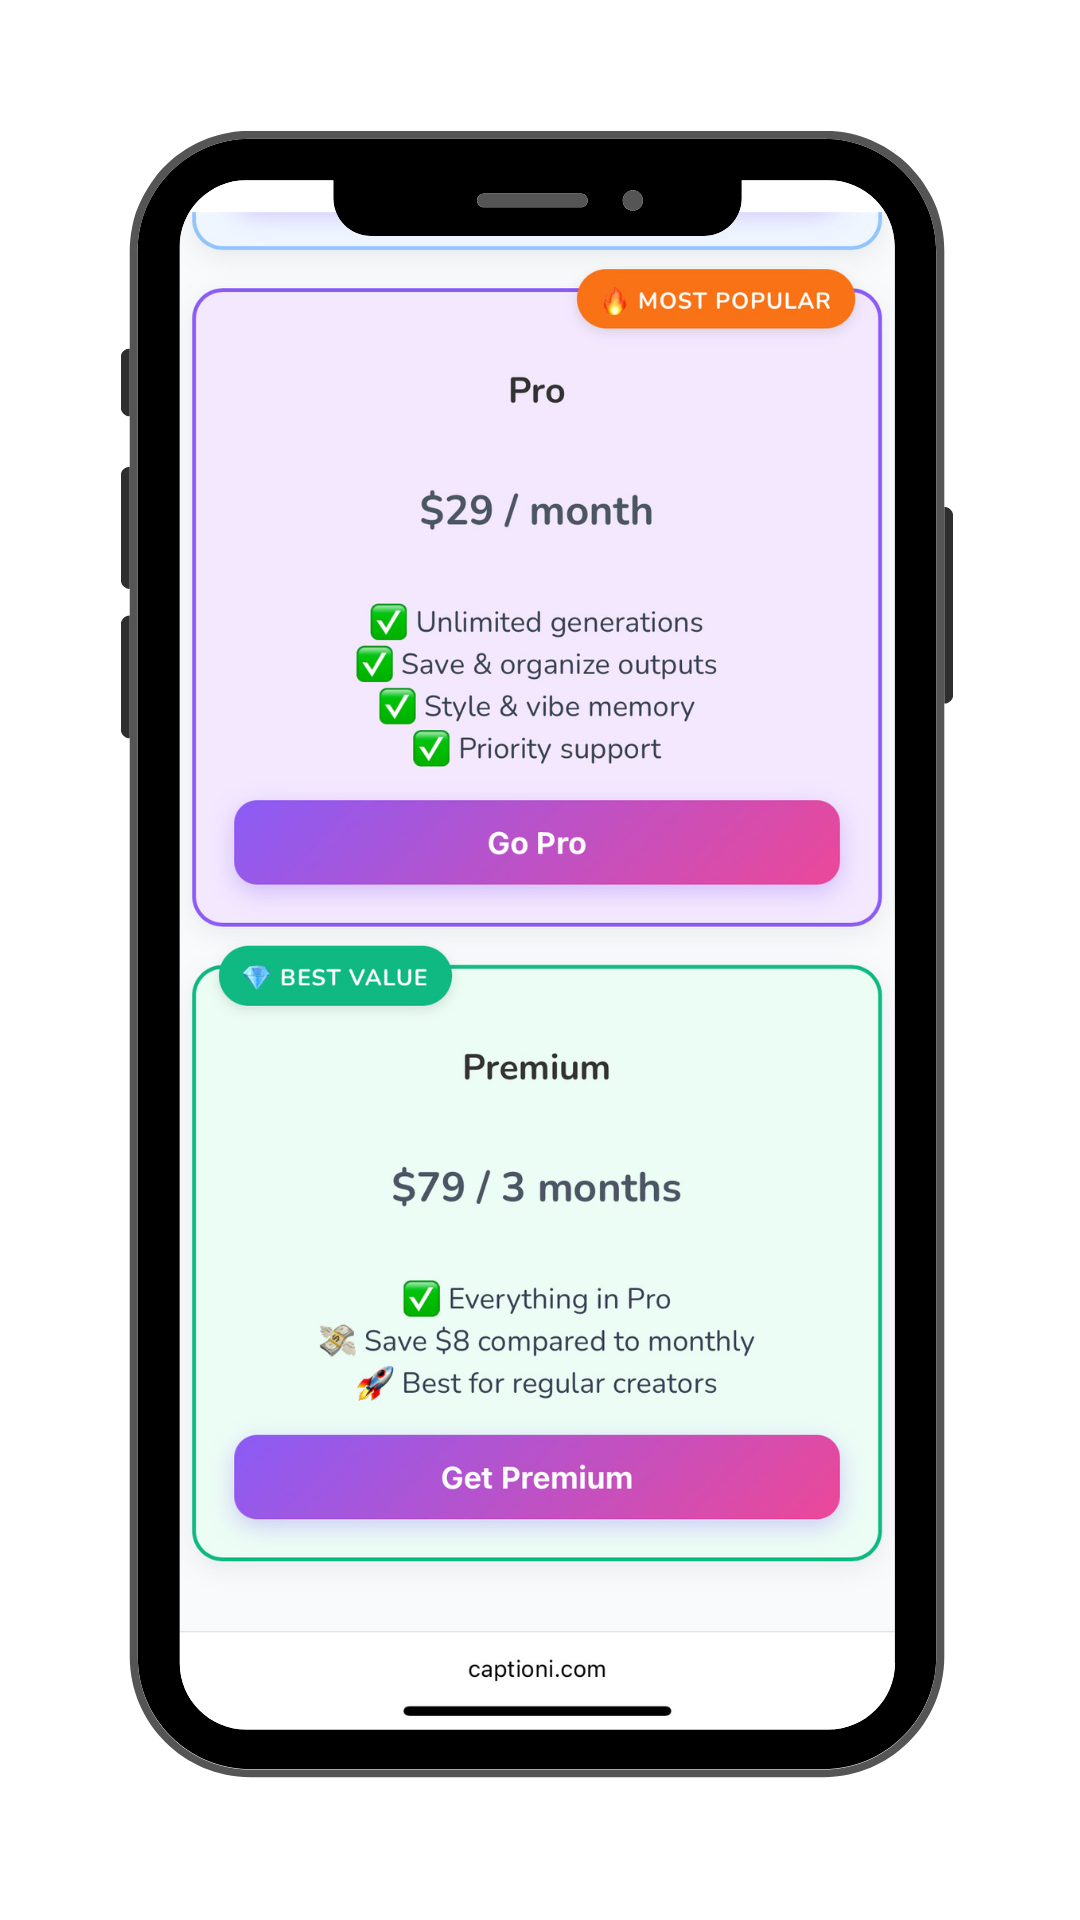 🔥 MOST POPULAR
Pro
$29 / month
✅ Unlimited generations
✅ Save & organize outputs
✅ Style & vibe memory
✅ Priority support
Go Pro
💎 BEST VALUE
Premium
$79 / 3 months
✅ Everything in Pro
💸 Save $8 compared to monthly
🚀 Best for regular creators
Get Premium
captioni.com